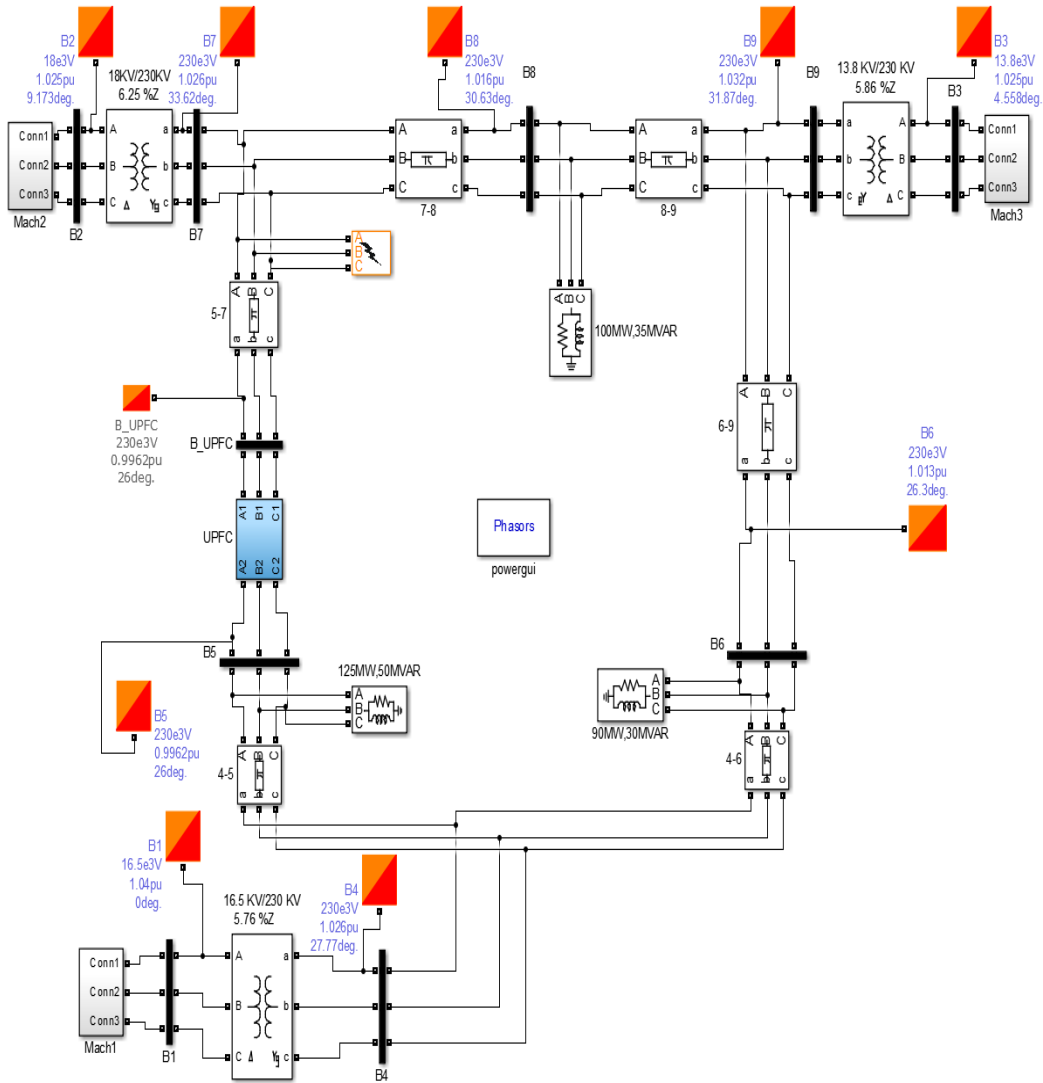 B2
18e3V
1.025pu
9.173deg.
B7
230e3V
1.026pu
33.62deg.
18KV/230KV
6.25 %Z
B8
230e3V
1.016pu
30.63deg.
B8
B9
230e3V
1.032pu
31.87deg.
B9
13.8 KV/230 KV
5.86 %Z
B3
13.8e3V
1.025pu
4.558deg.
B3
Conn1
Conn2
Conn3
Mach2
B2
A
B
C
a
b
c
Δ
Yg
B7
A
B
C
π
a
b
c
7-8
A
B
C
π
a
b
c
8-9
a
b
c
A
B
C
Yg
Δ
B3
Conn1
Conn2
Conn3
Mach3
A
B
C
5-7
A
B
C
π
a
b
c
A
B
C
100MW,35MVAR
6-9
A
B
C
π
a
b
c
B_UPFC
230e3V
0.9962pu
26deg.
B_UPFC
B6
230e3V
1.013pu
26.3deg.
UPFC
A1
B1
C1
A2
B2
C2
Phasors
powergui
B5
125MW,50MVAR
A
B
C
B6
A
B
C
90MW,30MVAR
B5
230e3V
0.9962pu
26deg.
4-5
A
B
C
π
a
b
c
4-6
A
B
C
π
a
b
c
B1
16.5e3V
1.04pu
0deg.
16.5 KV/230 KV
5.76 %Z
B4
230e3V
1.026pu
27.77deg.
Conn1
Conn2
Conn3
Mach1
B1
A
B
C
a
b
c
Δ
Yg
B4